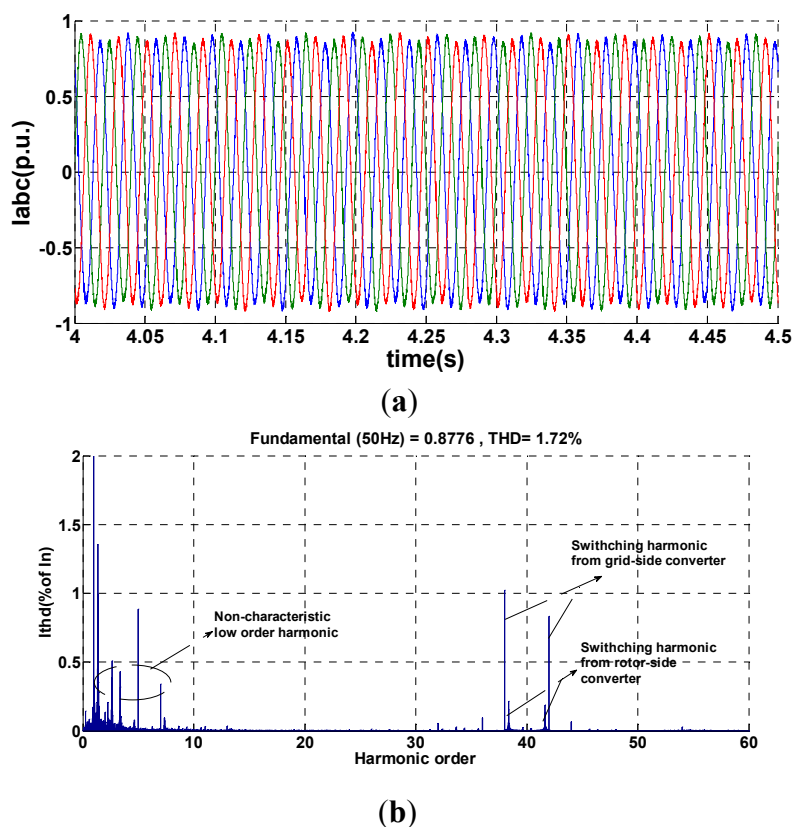 Iabc(p.u.)
1
0.5
0
-0.5
-1
4 4.05 4.1 4.15 4.2 4.25 4.3 4.35 4.4 4.45 4.5
time(s)
(a)
Fundamental (50Hz) = 0.8776 , THD= 1.72%
Ithd(%of In)
2
1.5
1
0.5
0
Non-characteristic
low order harmonic
Swithching harmonic
from grid-side converter
Swithching harmonic
from rotor-side
converter
0 10 20 30 40 50 60
Harmonic order
(b)